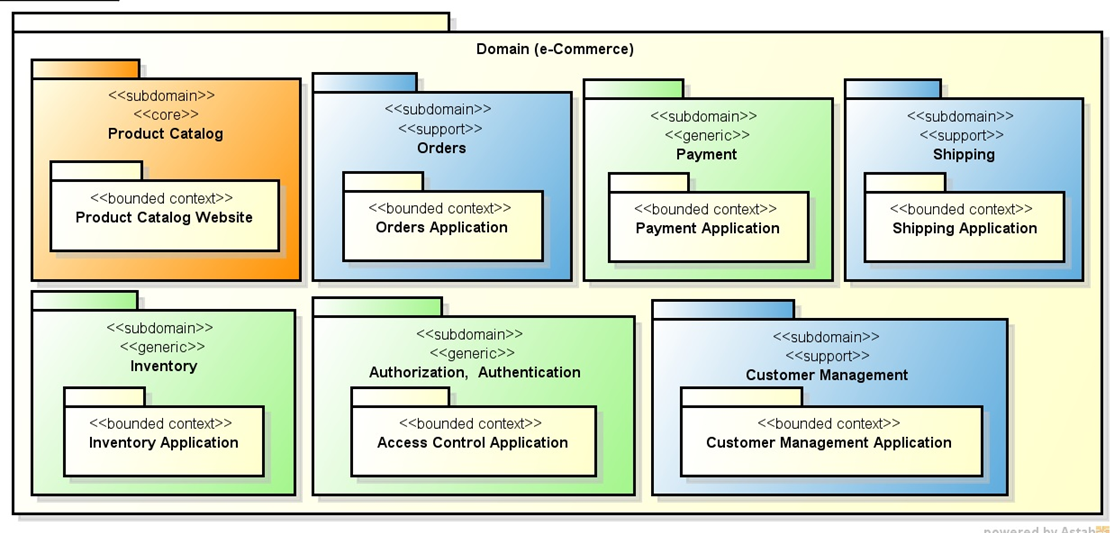 Domain (e-Commerce)
<<subdomain>>
<<core>>
Product Catalog
<<bounded context>>
Product Catalog Website
<<subdomain>>
<<support>>
Orders
<<bounded context>>
Orders Application
<<subdomain>>
<<generic>>
Payment
<<bounded context>>
Payment Application
<<subdomain>>
<<support>>
Shipping
<<bounded context>>
Shipping Application
<<subdomain>>
<<generic>>
Inventory
<<bounded context>>
Inventory Application
<<subdomain>>
<<generic>>
Authorization, Authentication
<<bounded context>>
Access Control Application
<<subdomain>>
<<support>>
Customer Management
<<bounded context>>
Customer Management Application
powered by